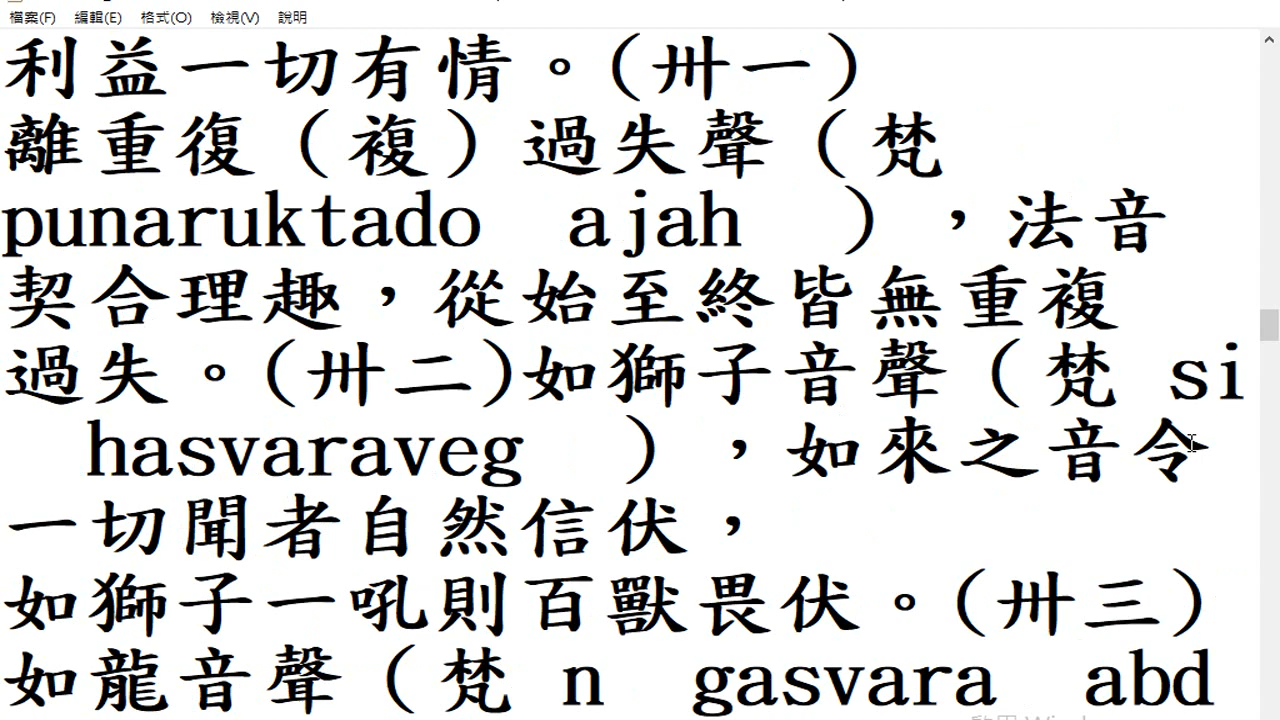 檔案(F) 編輯(E) 格式(O) 檢視(V) 說明
利益一切有情。(卅一)
離重復（複）過失聲（梵
punaruktado ajah ），法音
契合理趣，從始至終皆無重複
過失。(卅二)如獅子音聲（梵 si
hasvaraveg ），如來之音令
一切聞者自然信伏，
如獅子一吼則百獸畏伏。(卅三)
如龍音聲（梵 n gasvara abd